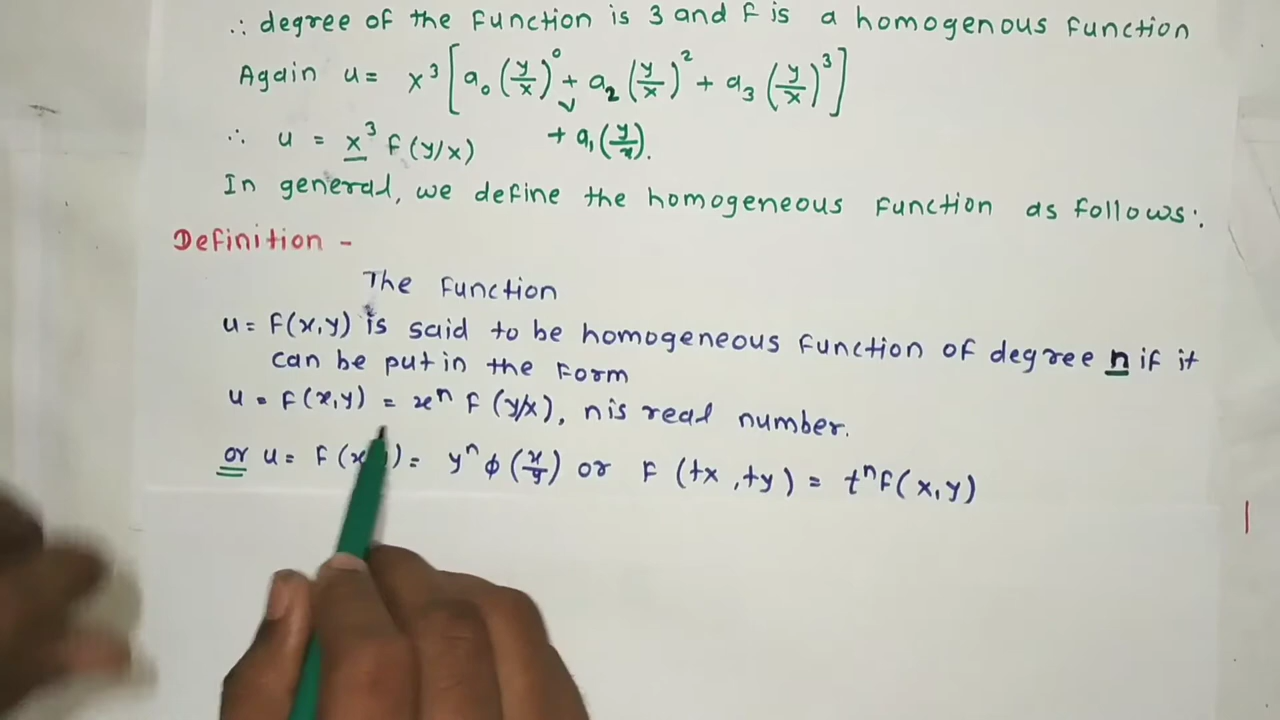 ∴ degree of the function is 3 and f is a homogenous function
Again u = x³ [a₀ (y/x)⁰ + a₂ (y/x)² + a₃ (y/x)³]
+ a₁ (y/x).
∴ u = x³ f(y/x)
In general, we define the homogeneous function as follows:.
Definition -
The function
u = f(x,y) is said to be homogeneous function of degree n if it
can be put in the form
u = f(x,y) = xⁿ f (y/x), n is real number.
or u = f(x ) = yⁿ ϕ (x/y) or f (tx, ty) = tⁿ f(x,y)